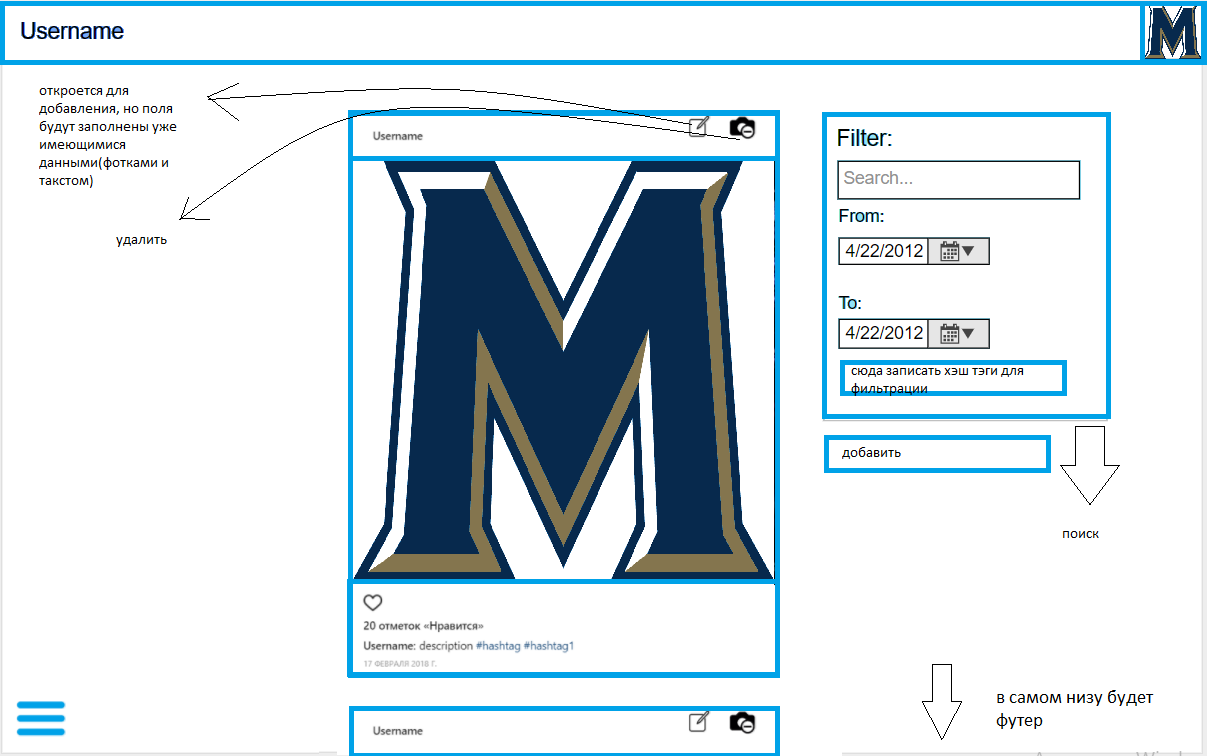 Username
откроется для
добавления, но поля
будут заполнены уже
имеющимися
данными(фотками и
такстом)
удалить
Username
Filter:
Search...
From:
4/22/2012
To:
4/22/2012
сюда записать хэш тэги для
фильтрации
добавить
поиск
20 отметок «Нравится»
Username: description #hashtag #hashtag1
17 ФЕВРАЛЯ 2018 Г.
в самом низу будет
футер
Username